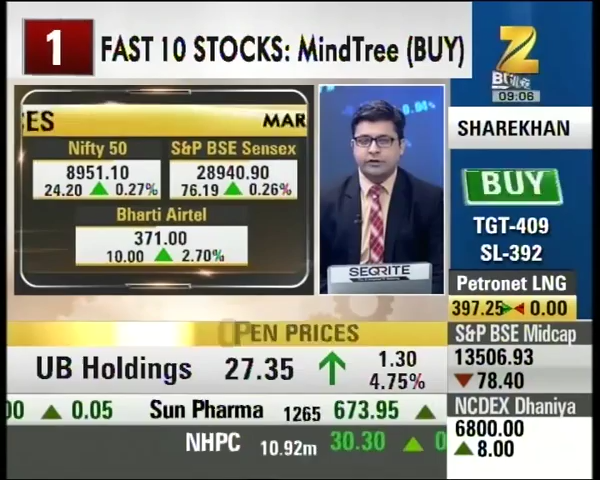 1
FAST 10 STOCKS: MindTree (BUY)
Z
09:06
ES
MAR
Nifty 50
8951.10
24.20 ▲ 0.27%
S&P BSE Sensex
28940.90
76.19 ▲ 0.26%
Bharti Airtel
371.00
10.00 ▲ 2.70%
0.04%
SEQRITE
SHAREKHAN
BUY
TGT-409
SL-392
Petronet LNG
397.25 0.00
OPEN PRICES
UB Holdings 27.35 ↑ 1.30
4.75%
S&P BSE Midcap
13506.93
▼78.40
00 ▲ 0.05 Sun Pharma 1265 673.95 ▲
NHPC 10.92m 30.30 ▲ 0
NCDEX Dhaniya
6800.00
▲8.00